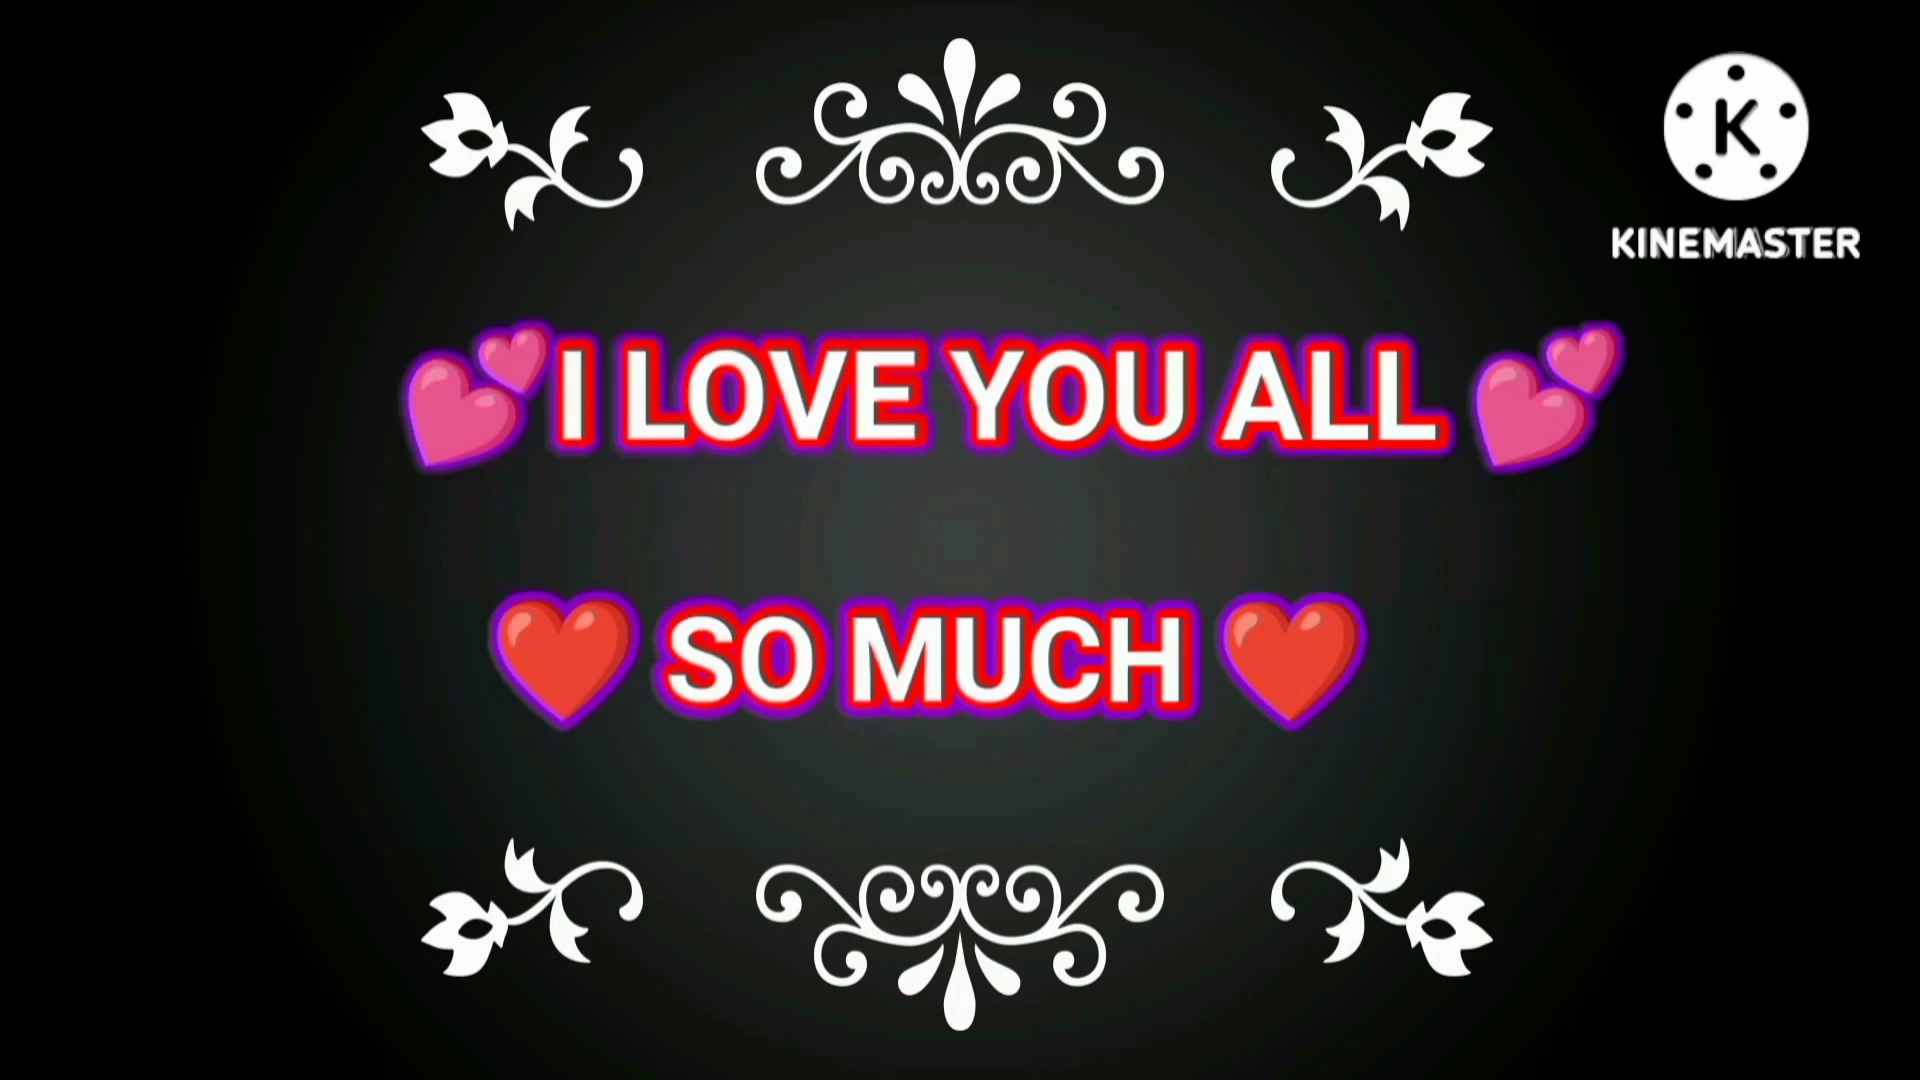 K
KINEMASTER
💕I LOVE YOU ALL 💕
❤️ SO MUCH ❤️